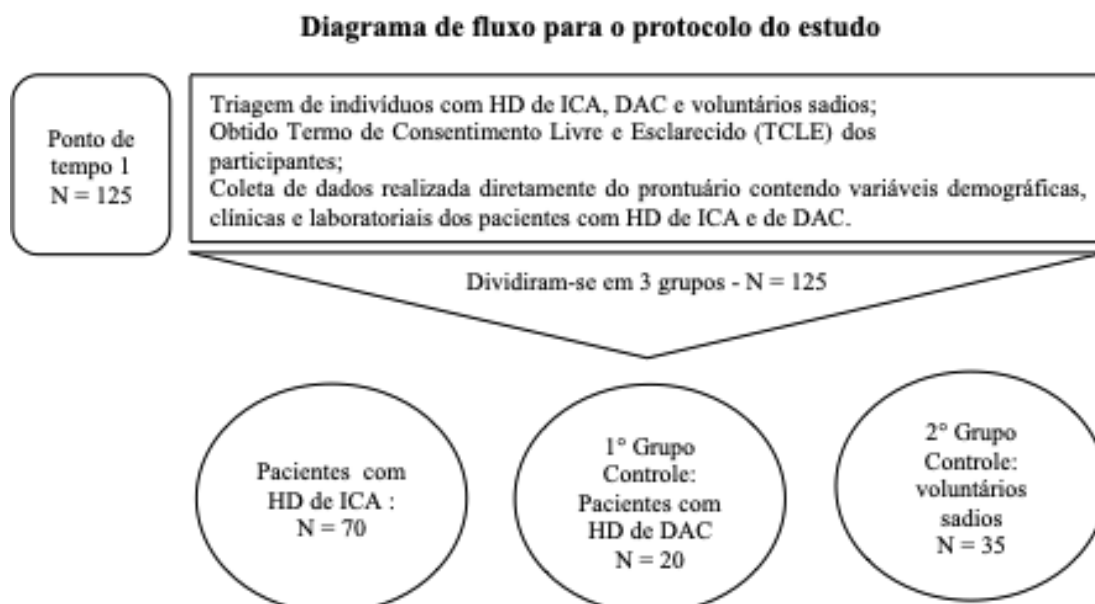 Diagrama de fluxo para o protocolo do estudo
Ponto de
tempo 1
N = 125
Triagem de indivíduos com HD de ICA, DAC e voluntários sadios;
Obtido Termo de Consentimento Livre e Esclarecido (TCLE) dos
participantes;
Coleta de dados realizada diretamente do prontuário contendo variáveis demográficas,
clínicas e laboratoriais dos pacientes com HD de ICA e de DAC.
Dividiram-se em 3 grupos - N = 125
Pacientes com
HD de ICA :
N = 70
1° Grupo
Controle:
Pacientes com
HD de DAC
N = 20
2° Grupo
Controle:
voluntários
sadios
N = 35